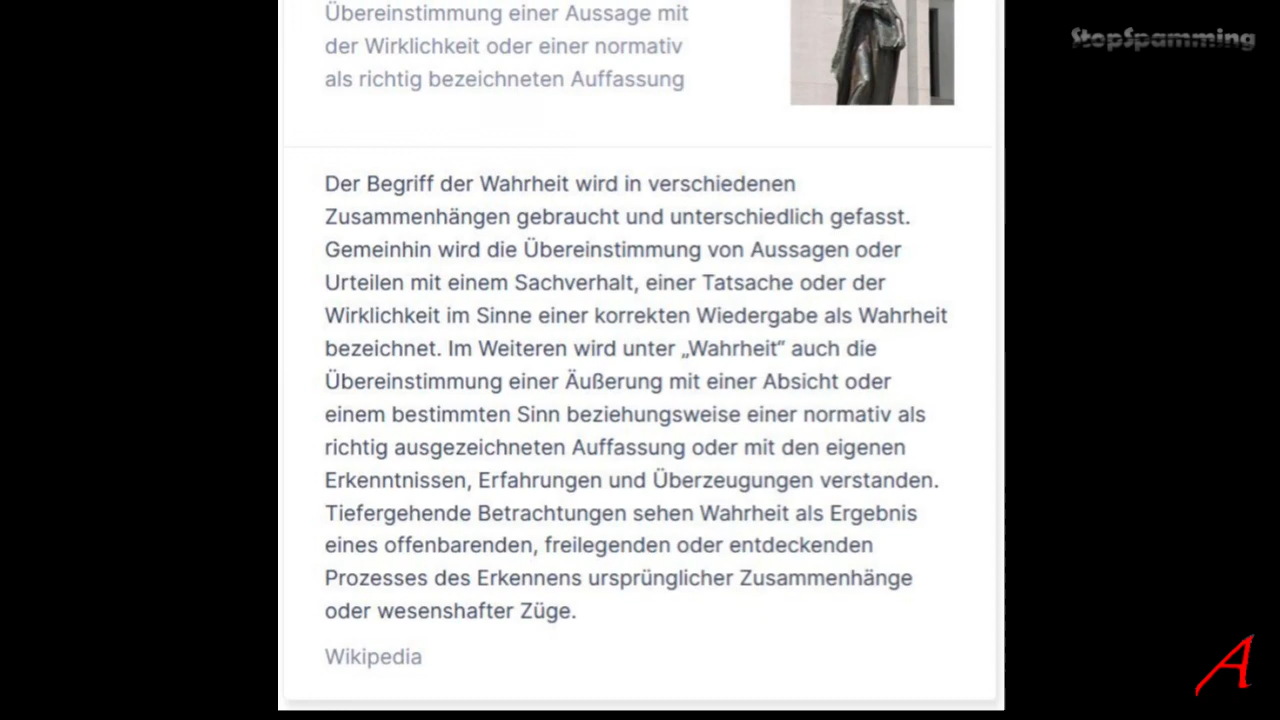 Übereinstimmung einer Aussage mit
der Wirklichkeit oder einer normativ
als richtig bezeichneten Auffassung
StopSpamming
Der Begriff der Wahrheit wird in verschiedenen
Zusammenhängen gebraucht und unterschiedlich gefasst.
Gemeinhin wird die Übereinstimmung von Aussagen oder
Urteilen mit einem Sachverhalt, einer Tatsache oder der
Wirklichkeit im Sinne einer korrekten Wiedergabe als Wahrheit
bezeichnet. Im Weiteren wird unter „Wahrheit“ auch die
Übereinstimmung einer Äußerung mit einer Absicht oder
einem bestimmten Sinn beziehungsweise einer normativ als
richtig ausgezeichneten Auffassung oder mit den eigenen
Erkenntnissen, Erfahrungen und Überzeugungen verstanden.
Tiefergehende Betrachtungen sehen Wahrheit als Ergebnis
eines offenbarenden, freilegenden oder entdeckenden
Prozesses des Erkennens ursprünglicher Zusammenhänge
oder wesenshafter Züge.
Wikipedia
A